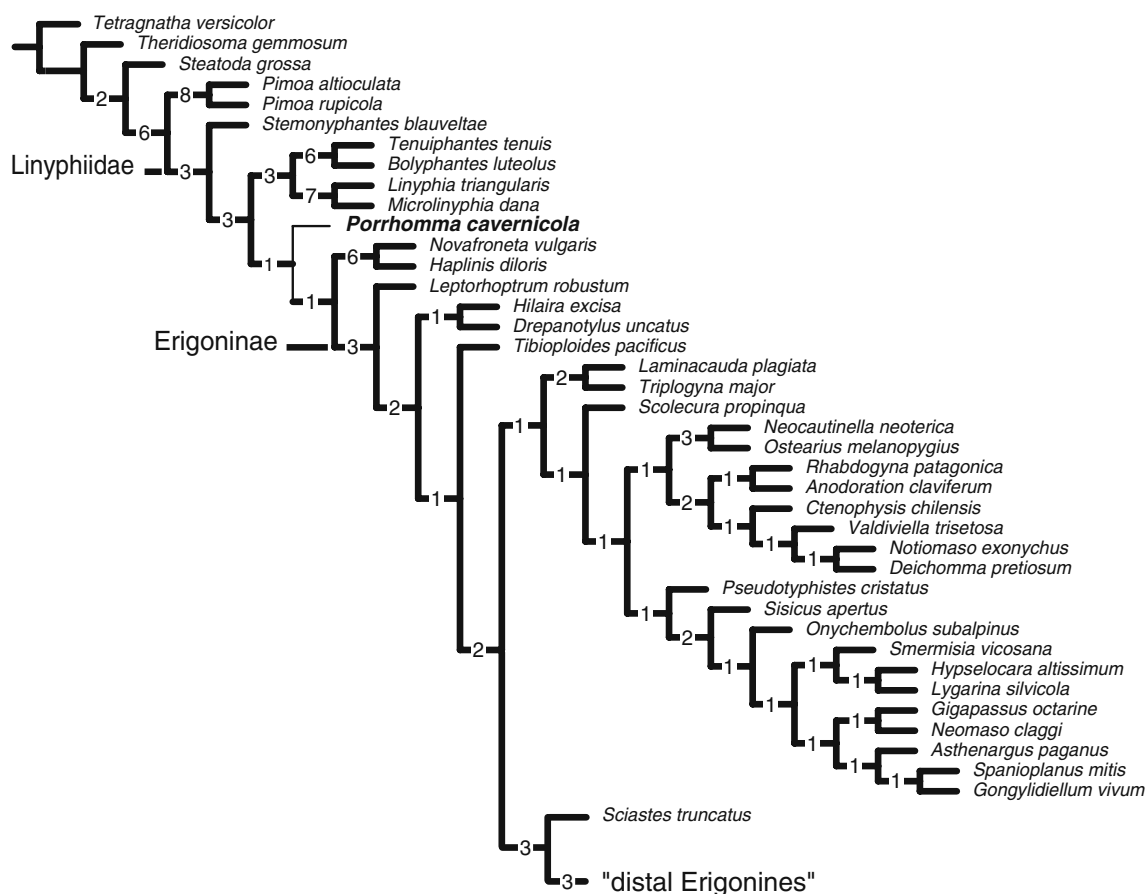 Tetragnatha versicolor
Theridiosoma gemmosum
Steatoda grossa
2
8
Pimoa altioculata
Pimoa rupicola
6
Stemonyphantes blauveltae
Tenuiphantes tenuis
6
Bolyphantes luteolus
Linyphiidae
3
3
Linyphia triangularis
7
Microlinyphia dana
3
Porrhomma cavernicola
Novafroneta vulgaris
6
1
Haplinis diloris
Leptorhoptrum robustum
1
Hilaira excisa
1
Drepanotylus uncatus
Erigoninae
3
Tibioploides pacificus
Laminacauda plagiata
2
Triplogyna major
2
Scolecura propinqua
1
Neocautinella neoterica
3
Ostearius melanopygius
1
1
Rhabdogyna patagonica
1
Anodoration claviferum
1
2
Ctenophysis chilensis
1
Valdiviella trisetosa
1
1
Notiomaso exonychus
1
Deichomma pretiosum
Pseudotyphistes cristatus
1
Sisicus apertus
2
Onychembolus subalpinus
2
1
Smermisia vicosana
1
Hypselocara altissimum
1
Lygarina silvicola
1
Gigapassus octarine
1
Neomaso claggi
1
Asthenargus paganus
1
Spanioplanus mitis
1
Gongylidiellum vivum
Sciastes truncatus
3
3
"distal Erigonines"